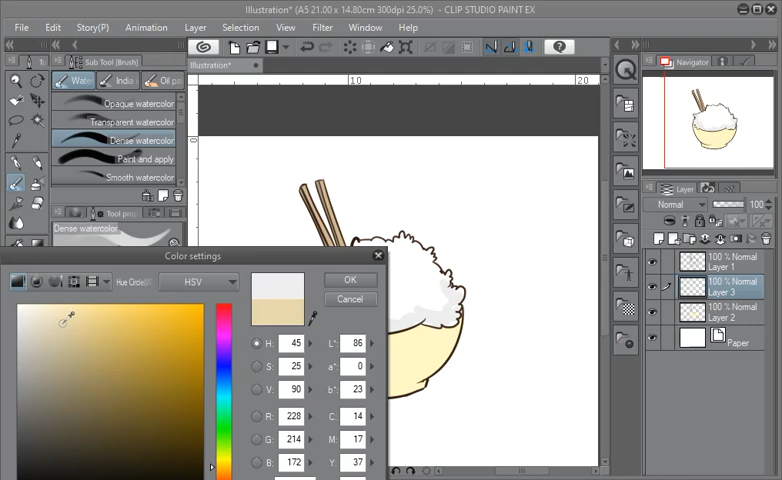 Illustration* (A5 21.00 x 14.80cm 300dpi 25.0%) - CLIP STUDIO PAINT EX
File Edit Story(P) Animation Layer Selection View Filter Window Help
Sub Tool [Brush]
Illustration*
Navigator
Wate India Oil pa
10 20
Opaque watercolor
Transparent watercolor
Dense watercolor
Paint and apply
Smooth watercolor
Tool prop
Dense watercolor
Layer
Normal 100
100 % Normal
Layer 1
100 % Normal
Layer 3
100 % Normal
Layer 2
Paper
Color settings
Hue Circle(W) HSV OK
Cancel
H: 45 L*: 86
S: 25 a*: 0
V: 90 b*: 23
R: 228 C: 14
G: 214 M: 17
B: 172 Y: 37